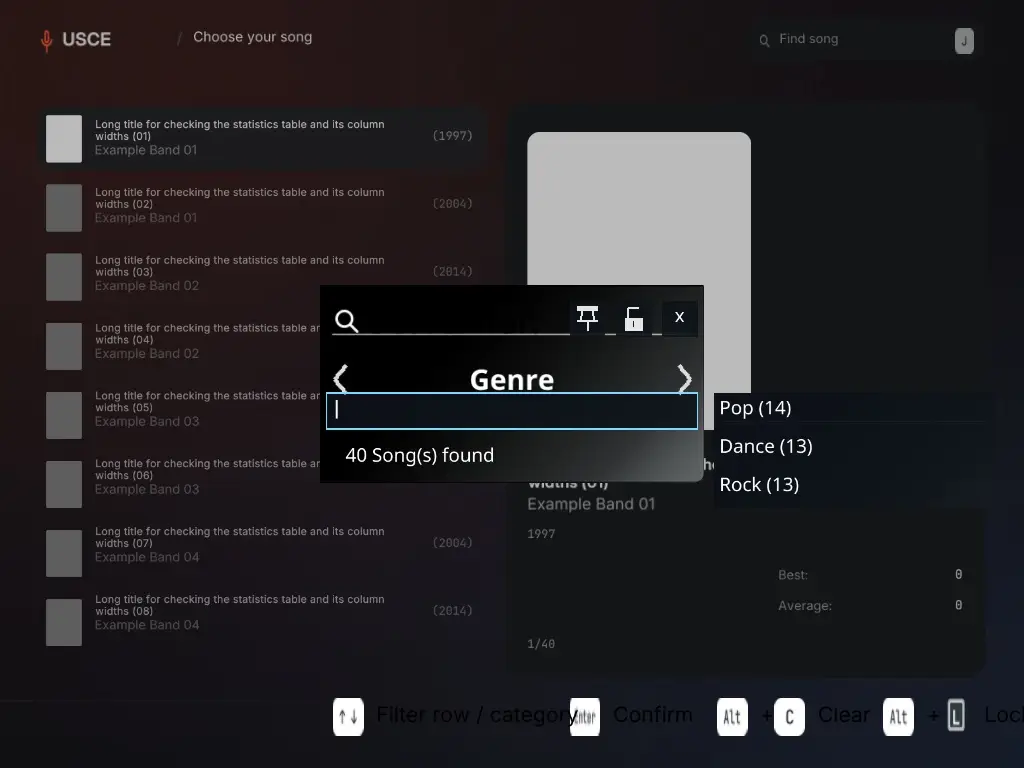 USCE / Choose your song
Find song J
Long title for checking the statistics table and its column
widths (01)
Example Band 01
(1997)
Long title for checking the statistics table and its column
widths (02)
Example Band 01
(2004)
Long title for checking the statistics table and its column
widths (03)
Example Band 02
(2014)
Long title for checking the statistics table and its
widths (04)
Example Band 02
Long title for checking the statistics table and its
widths (05)
Example Band 03
Long title for checking the statistics table and its
widths (06)
Example Band 03
Long title for checking the statistics table and its column
widths (07)
Example Band 04
(2004)
Long title for checking the statistics table and its column
widths (08)
Example Band 04
(2014)
X
Genre
40 Song(s) found
Pop (14)
Dance (13)
Rock (13)
widths (01)
Example Band 01
1997
Best: 0
Average: 0
1/40
↑↓ Filter row / category Enter Confirm Alt + C Clear Alt + L